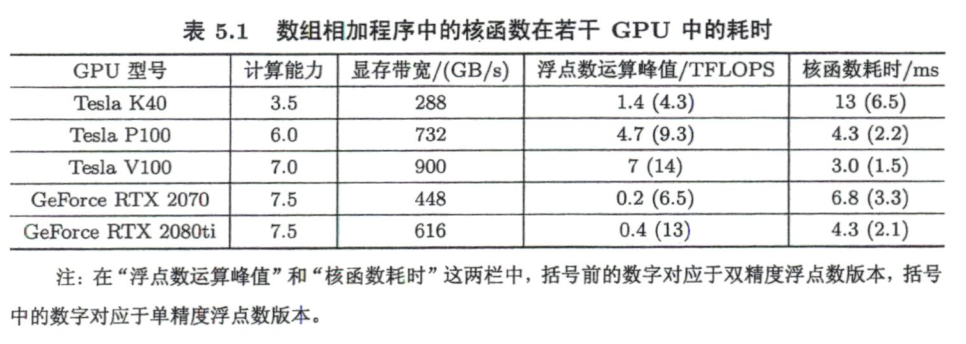 表 5.1 数组相加程序中的核函数在若干 GPU 中的耗时
GPU 型号 计算能力 显存带宽/(GB/s) 浮点数运算峰值/TFLOPS 核函数耗时/ms
Tesla K40 3.5 288 1.4 (4.3) 13 (6.5)
Tesla P100 6.0 732 4.7 (9.3) 4.3 (2.2)
Tesla V100 7.0 900 7 (14) 3.0 (1.5)
GeForce RTX 2070 7.5 448 0.2 (6.5) 6.8 (3.3)
GeForce RTX 2080ti 7.5 616 0.4 (13) 4.3 (2.1)
注：在“浮点数运算峰值”和“核函数耗时”这两栏中，括号前的数字对应于双精度浮点数版本，括号
中的数字对应于单精度浮点数版本。